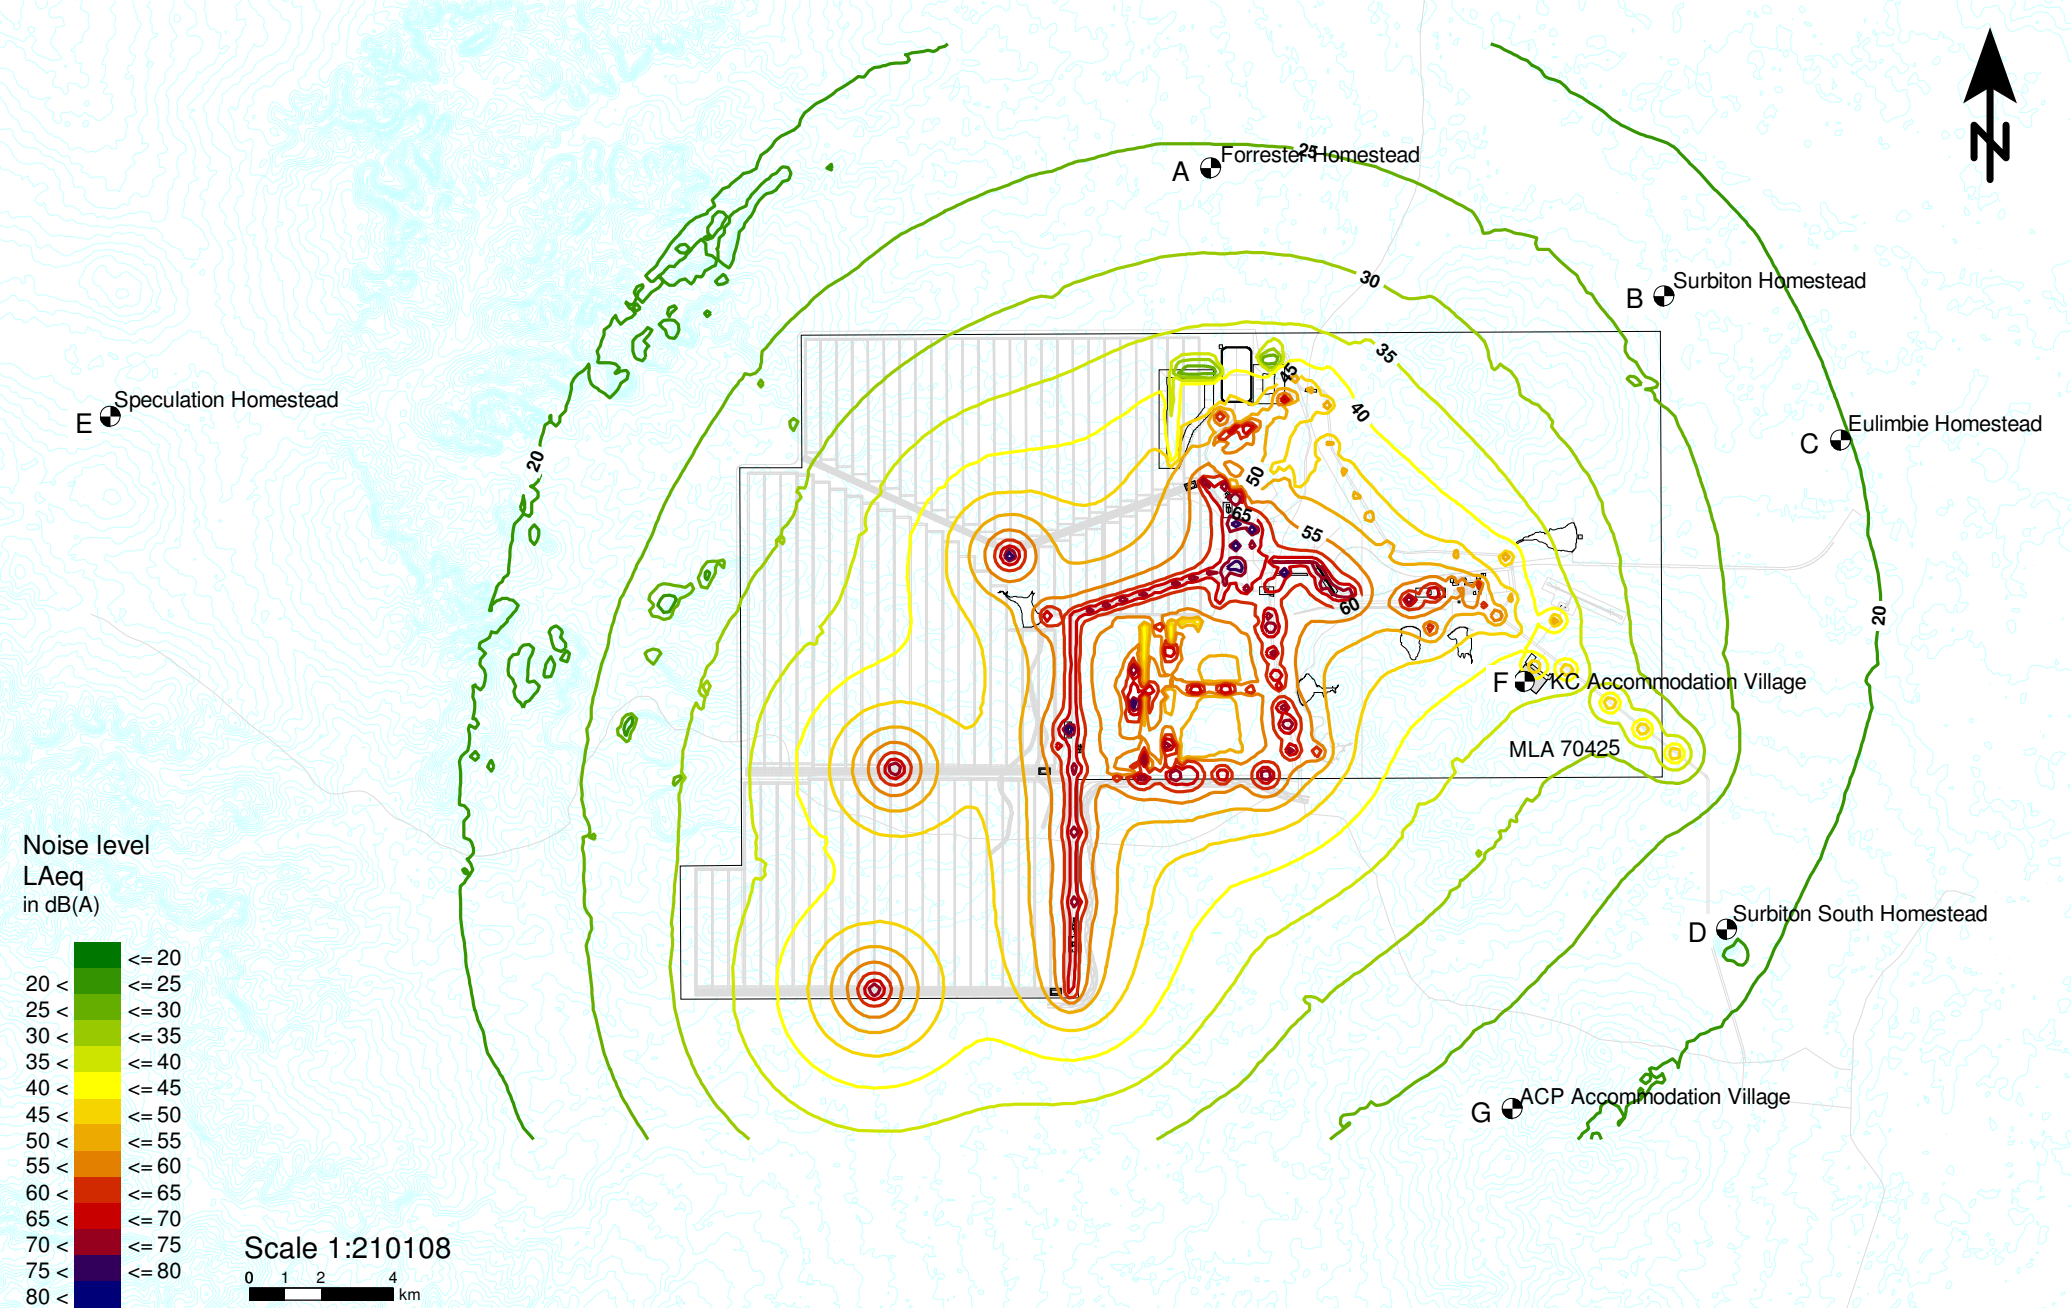 N
25
Forrester Homestead
A
30
Surbiton Homestead
B
35
45
40
Speculation Homestead
E
Eulimbie Homestead
C
20
50
65
55
60
20
F
KC Accommodation Village
MLA 70425
Surbiton South Homestead
D
ACP Accommodation Village
G
Noise level
LAeq
in dB(A)
<= 20
20 < <= 25
25 < <= 30
30 < <= 35
35 < <= 40
40 < <= 45
45 < <= 50
50 < <= 55
55 < <= 60
60 < <= 65
65 < <= 70
70 < <= 75
75 < <= 80
80 <
Scale 1:210108
0 1 2 4
km